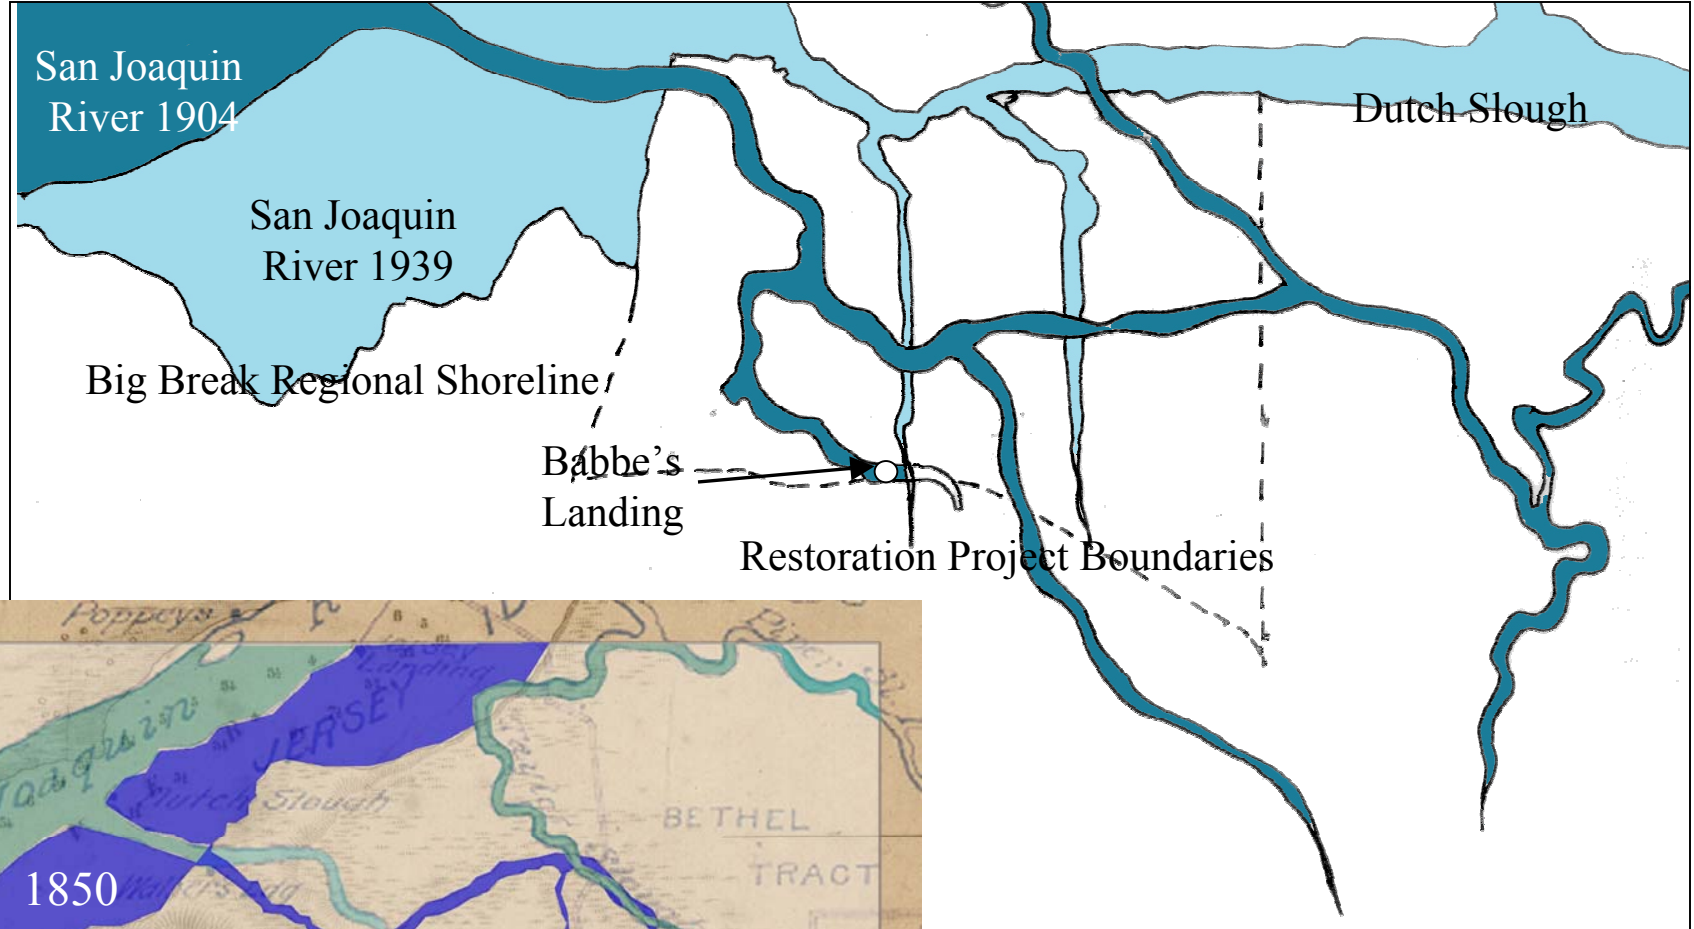 San Joaquin
River 1904
Dutch Slough
San Joaquin
River 1939
Big Break Regional Shoreline
Babbe's
Landing
Restoration Project Boundaries
Poppeys
Landing
JERSEY
Joaquin
Dutch Slough
BETHEL
TRACT
1850